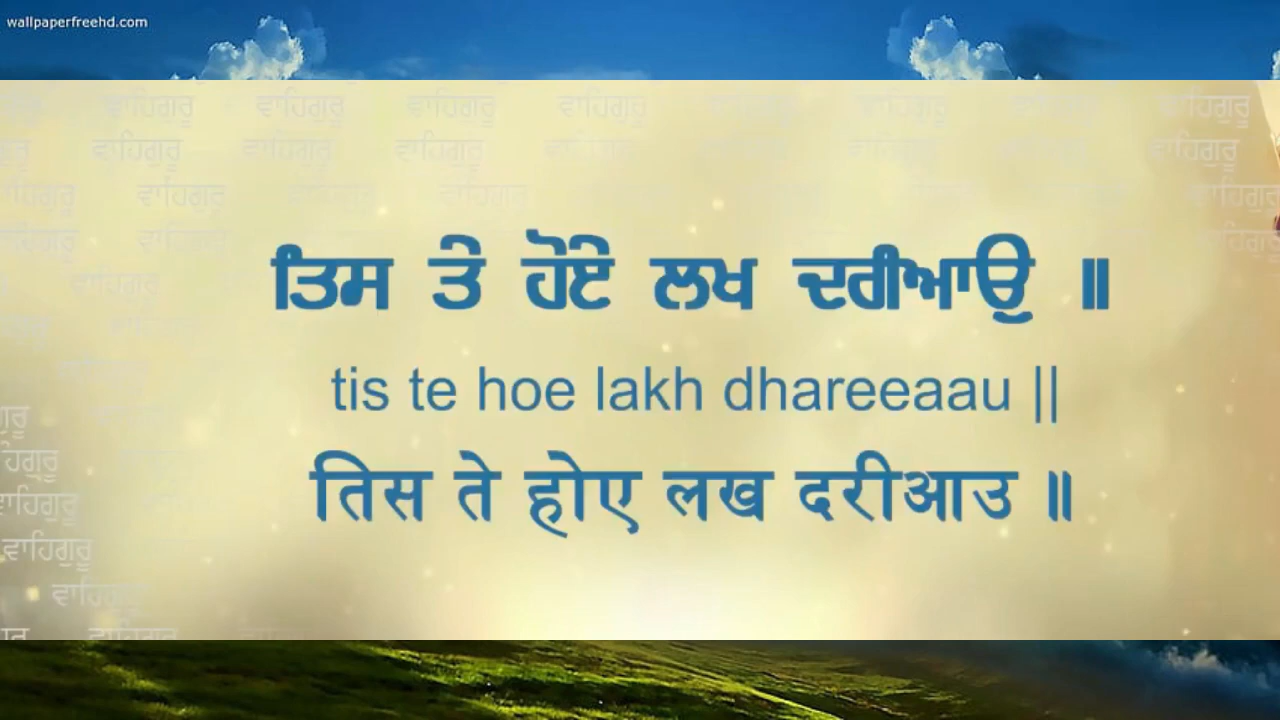 wallpaperfreehd.com
ਵਾਹਿਗੁਰੂ ਵਾਹਿਗੁਰੂ ਵਾਹਿਗੁਰੂ ਵਾਹਿਗੁਰੂ ਵਾਹਿਗੁਰੂ ਵਾਹਿਗੁਰੂ
ਵਾਹਿਗੁਰੂ ਵਾਹਿਗੁਰੂ ਵਾਹਿਗੁਰੂ ਵਾਹਿਗੁਰੂ ਵਾਹਿਗੁਰੂ
ਵਾਹਿਗੁਰੂ ਵਾਹਿਗੁਰੂ ਵਾਹਿਗੁਰੂ ਵਾਹਿਗੁਰੂ
ਵਾਹਿਗੁਰੂ ਵਾਹਿਗੁਰੂ
ਤਿਸ ਤੇ ਹੋਏ ਲਖ ਦਰੀਆਉ ॥
tis te hoe lakh dhareeaau ||
तिस ते होए लख दरीआउ ॥
ਵਾਹਿਗੁਰੂ
ਵਾਹਿਗੁਰੂ
ਵਾਹਿਗੁਰੂ